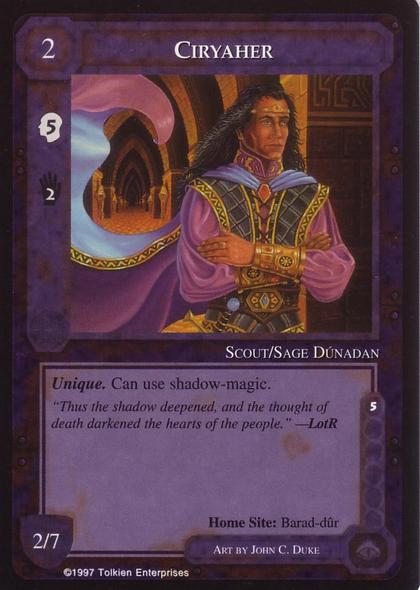 2
CIRYAHER
5
2
SCOUT/SAGE DÚNADAN
Unique. Can use shadow-magic.
“Thus the shadow deepened, and the thought of
death darkened the hearts of the people.” —LotR
5
Home Site: Barad-dûr
2/7
ART BY JOHN C. DUKE
©1997 Tolkien Enterprises